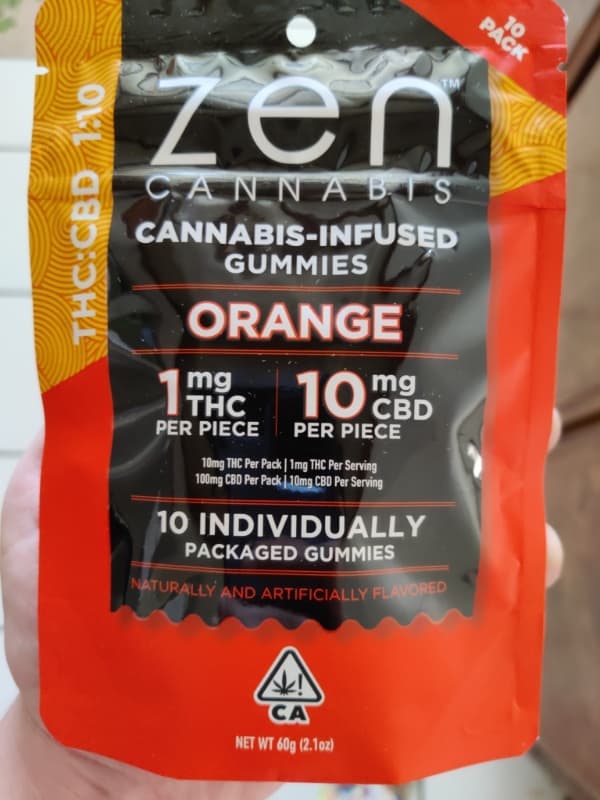 10
PACK
zen™
CANNABIS
THC:CBD 1:10
CANNABIS-INFUSED
GUMMIES
ORANGE
1mg THC
PER PIECE
10mg CBD
PER PIECE
10mg THC Per Pack | 1mg THC Per Serving
100mg CBD Per Pack | 10mg CBD Per Serving
10 INDIVIDUALLY
PACKAGED GUMMIES
NATURALLY AND ARTIFICIALLY FLAVORED
!
CA
NET WT 60g (2.1oz)